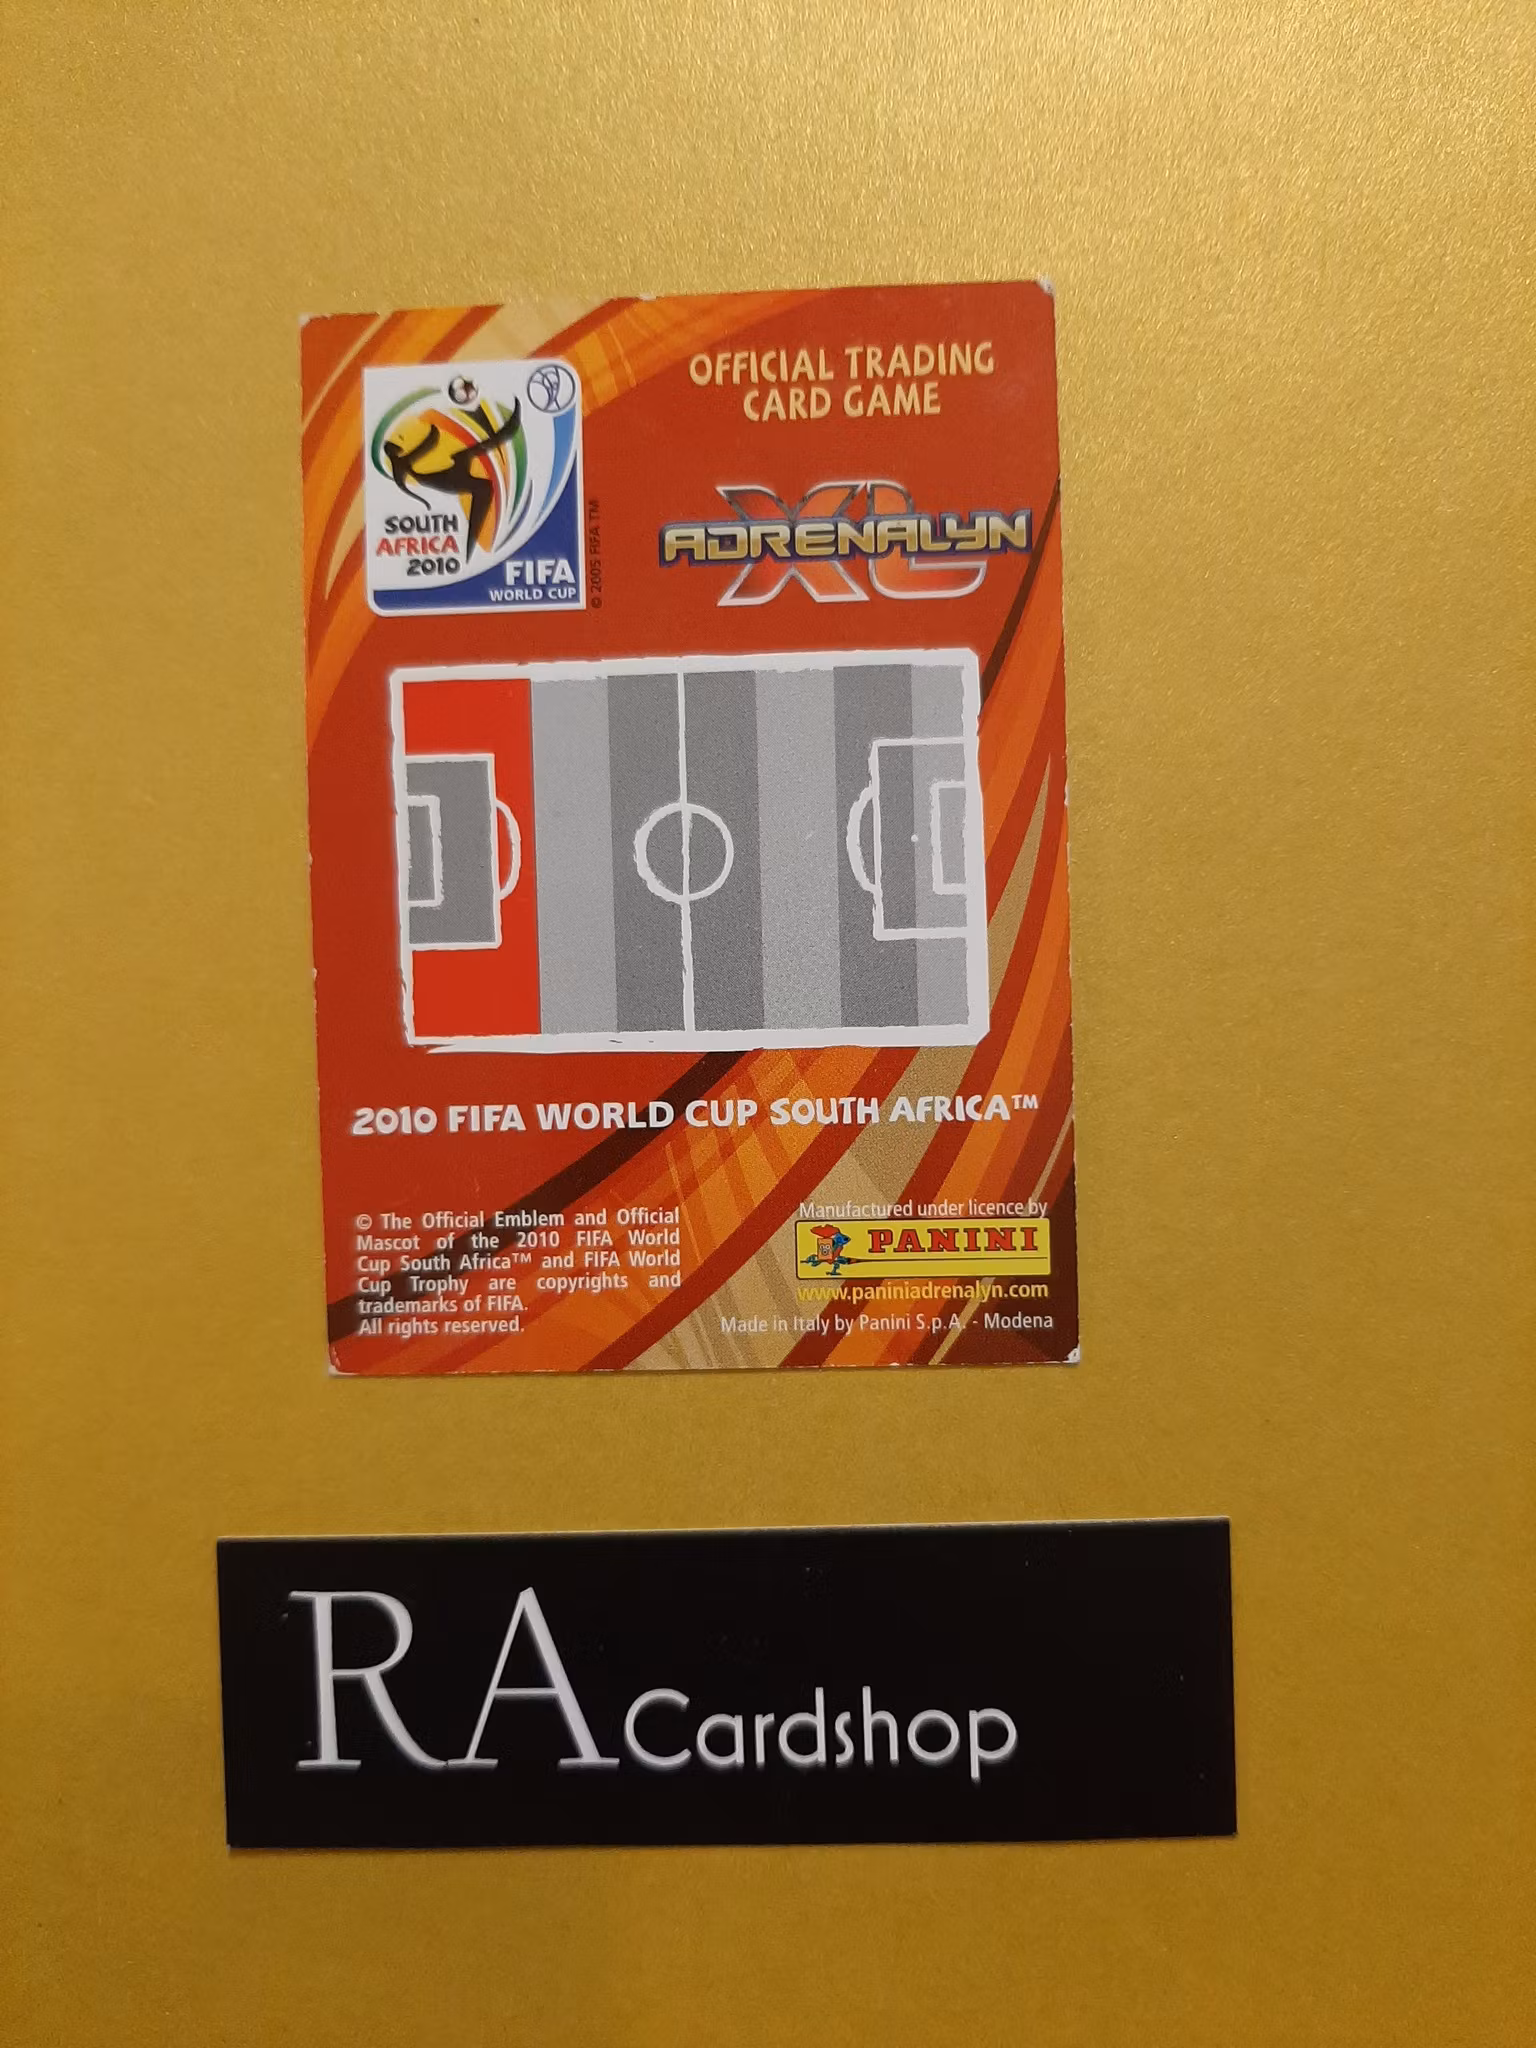 OFFICIAL TRADING
CARD GAME
SOUTH
AFRICA
2010
FIFA
WORLD CUP
© 2005 FIFA TM
ADRENALYN
XL
2010 FIFA WORLD CUP SOUTH AFRICA™
© The Official Emblem and Official
Mascot of the 2010 FIFA World
Cup South Africa™ and FIFA World
Cup Trophy are copyrights and
trademarks of FIFA.
All rights reserved.
Manufactured under licence by
PANINI
www.paniniadrenalyn.com
Made in Italy by Panini S.p.A. - Modena
RA Cardshop